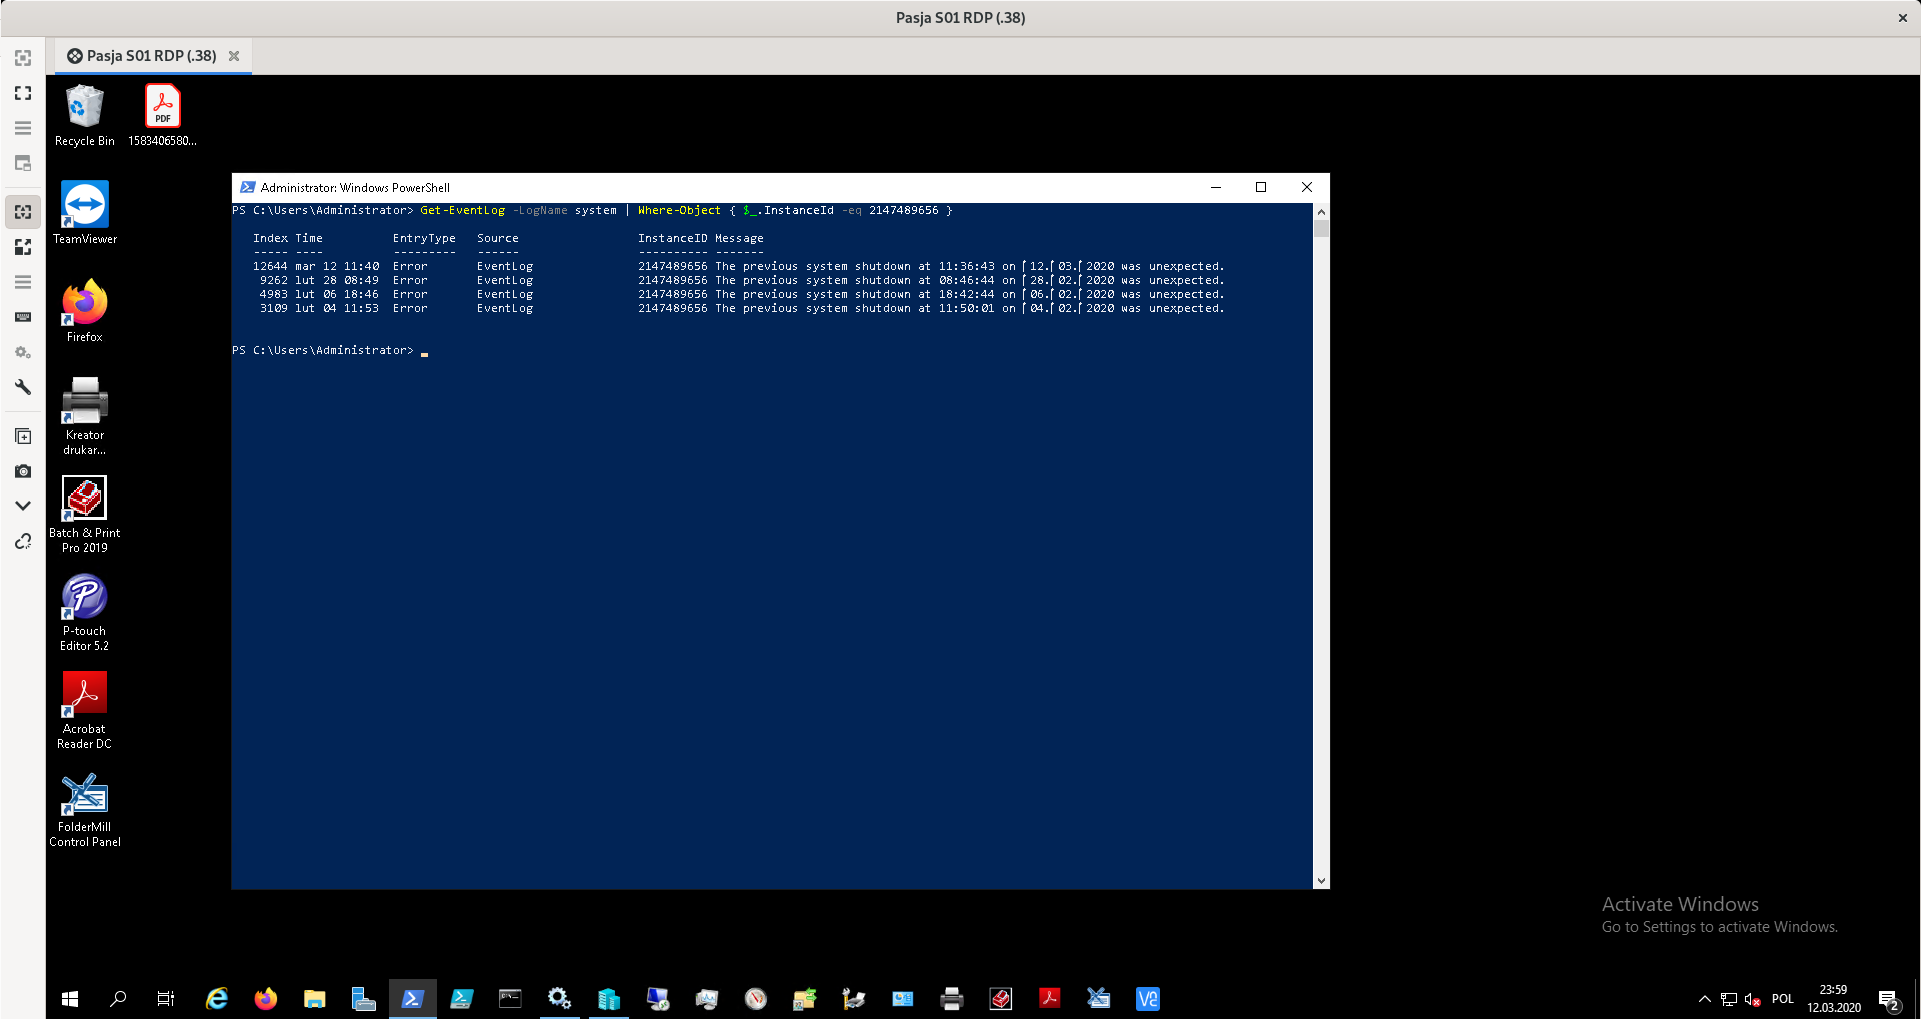 Pasja S01 RDP (.38)
Pasja S01 RDP (.38)
Recycle Bin
PDF
1583406580...
TeamViewer
Firefox
Kreator
drukar...
Batch & Print
Pro 2019
P-touch
Editor 5.2
Acrobat
Reader DC
FolderMill
Control Panel
Administrator: Windows PowerShell
PS C:\Users\Administrator> Get-EventLog -LogName system | Where-Object { $_.InstanceId -eq 2147489656 }
Index Time EntryType Source InstanceID Message
----- ---- --------- ------ ---------- -------
12644 mar 12 11:40 Error EventLog 2147489656 The previous system shutdown at 11:36:43 on ⌈12.⌈03.⌈2020 was unexpected.
9262 lut 28 08:49 Error EventLog 2147489656 The previous system shutdown at 08:46:44 on ⌈28.⌈02.⌈2020 was unexpected.
4983 lut 06 18:46 Error EventLog 2147489656 The previous system shutdown at 18:42:44 on ⌈06.⌈02.⌈2020 was unexpected.
3109 lut 04 11:53 Error EventLog 2147489656 The previous system shutdown at 11:50:01 on ⌈04.⌈02.⌈2020 was unexpected.
PS C:\Users\Administrator>
Activate Windows
Go to Settings to activate Windows.
POL
23:59
12.03.2020
2